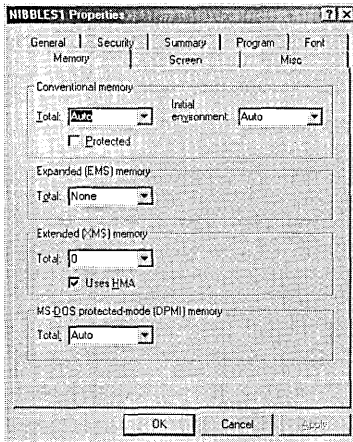 NIBBLES1 Properties
General Security Summary Program Font
Memory Screen Misc
Conventional memory
Total: Auto
Initial environment: Auto
Protected
Expanded (EMS) memory
Total: None
Extended (XMS) memory
Total: 0
Uses HMA
MS-DOS protected-mode (DPMI) memory
Total: Auto
OK Cancel Apply